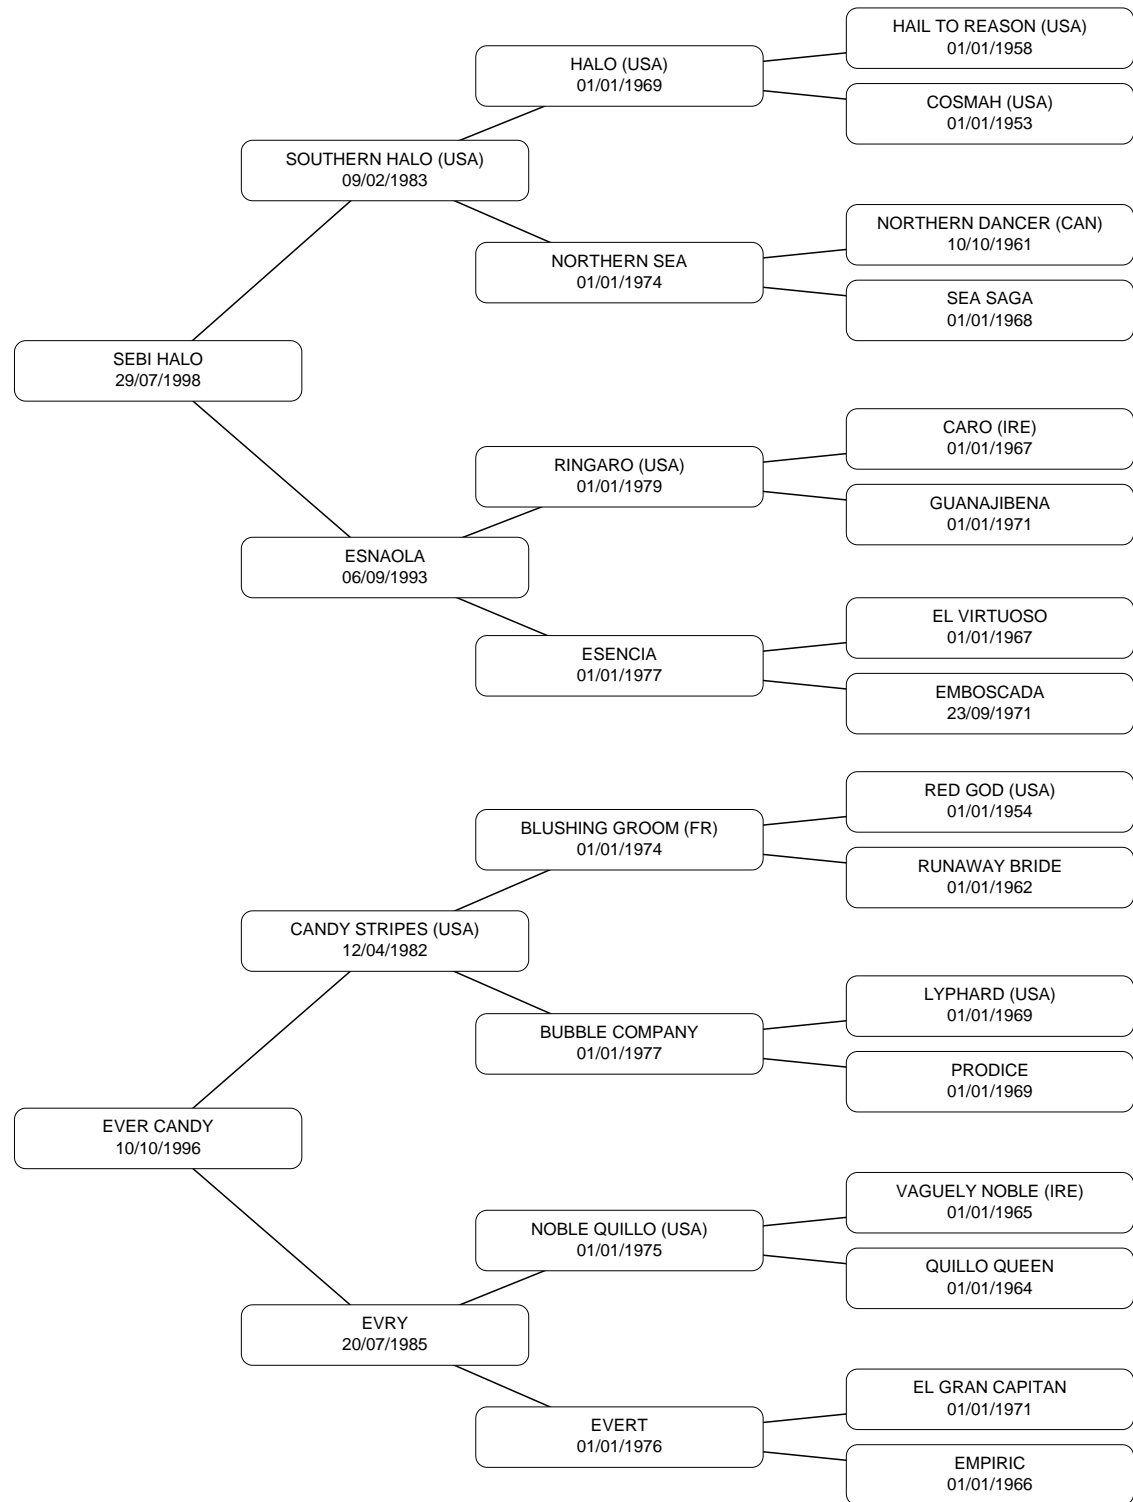 HAIL TO REASON (USA)
01/01/1958
HALO (USA)
01/01/1969
COSMAH (USA)
01/01/1953
SOUTHERN HALO (USA)
09/02/1983
NORTHERN DANCER (CAN)
10/10/1961
NORTHERN SEA
01/01/1974
SEA SAGA
01/01/1968
SEBI HALO
29/07/1998
CARO (IRE)
01/01/1967
RINGARO (USA)
01/01/1979
GUANAJIBENA
01/01/1971
ESNAOLA
06/09/1993
EL VIRTUOSO
01/01/1967
ESENCIA
01/01/1977
EMBOSCADA
23/09/1971
RED GOD (USA)
01/01/1954
BLUSHING GROOM (FR)
01/01/1974
RUNAWAY BRIDE
01/01/1962
CANDY STRIPES (USA)
12/04/1982
LYPHARD (USA)
01/01/1969
BUBBLE COMPANY
01/01/1977
PRODICE
01/01/1969
EVER CANDY
10/10/1996
VAGUELY NOBLE (IRE)
01/01/1965
NOBLE QUILLO (USA)
01/01/1975
QUILLO QUEEN
01/01/1964
EVRY
20/07/1985
EL GRAN CAPITAN
01/01/1971
EVERT
01/01/1976
EMPIRIC
01/01/1966